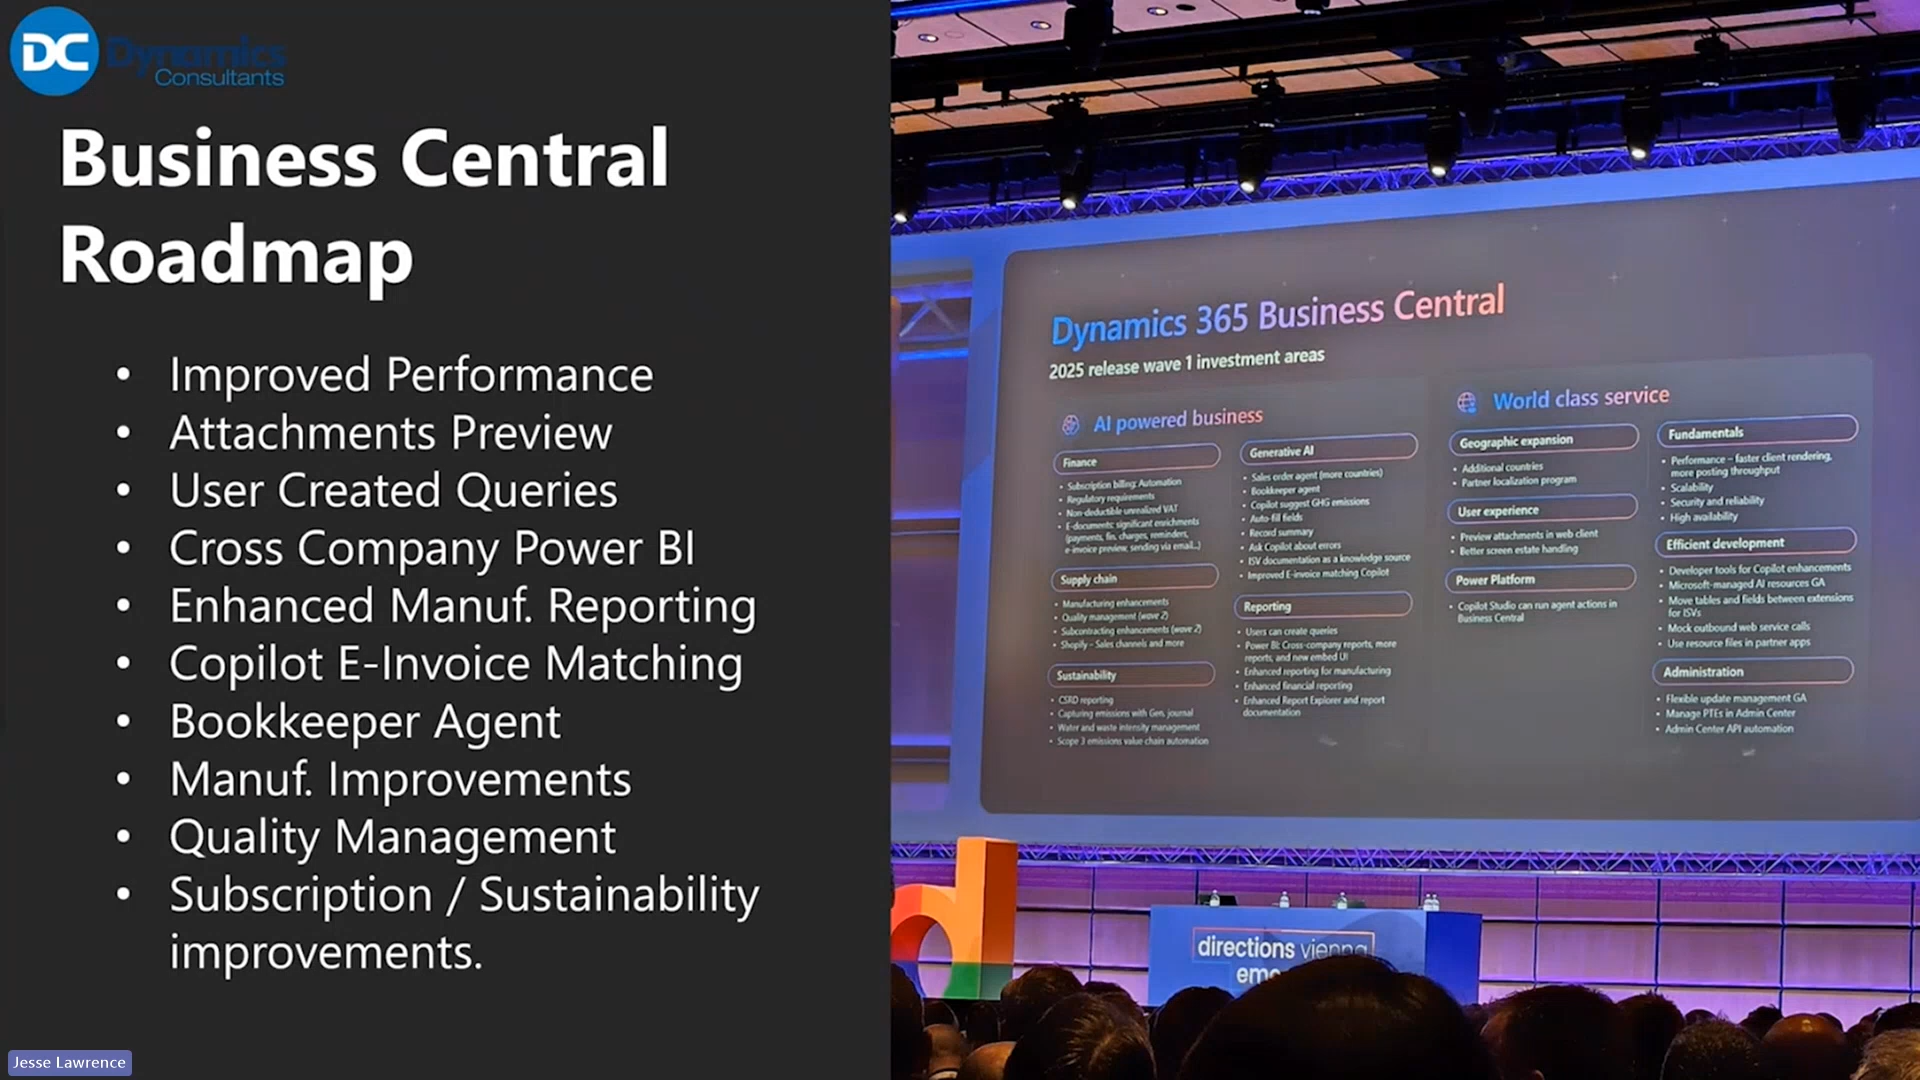 DC Dynamics
Consultants
Business Central
Roadmap
• Improved Performance
• Attachments Preview
• User Created Queries
• Cross Company Power BI
• Enhanced Manuf. Reporting
• Copilot E-Invoice Matching
• Bookkeeper Agent
• Manuf. Improvements
• Quality Management
• Subscription / Sustainability
improvements.
Jesse Lawrence
Dynamics 365 Business Central
2025 release wave 1 investment areas
AI powered business
Finance
• Subscription billing: Automation
• Regulatory requirements
• Non-deductible unrealized VAT
• E-documents: significant enrichments
(payments, fin. charges, reminders,
e-invoice preview, sending via email...)
Supply chain
• Manufacturing enhancements
• Quality management (wave 2)
• Subcontracting enhancements (wave 2)
• Shopify – Sales channels and more
Sustainability
• CSRD reporting
• Capturing emissions with Gen. journal
• Water and waste intensity management
• Scope 3 emissions value chain automation
Generative AI
• Sales order agent (more countries)
• Bookkeeper agent
• Copilot suggest GHG emissions
• Auto-fill fields
• Record summary
• Ask Copilot about errors
• ISV documentation as a knowledge source
• Improved E-invoice matching Copilot
Reporting
• Users can create queries
• Power BI: Cross-company reports, more
reports, and new embed UI
• Enhanced reporting for manufacturing
• Enhanced financial reporting
• Enhanced Report Explorer and report
documentation
World class service
Geographic expansion
• Additional countries
• Partner localization program
User experience
• Preview attachments in web client
• Better screen estate handling
Power Platform
• Copilot Studio can run agent actions in
Business Central
Fundamentals
• Performance – faster client rendering,
more posting throughput
• Scalability
• Security and reliability
• High availability
Efficient development
• Developer tools for Copilot enhancements
• Microsoft-managed AI resources GA
• Move tables and fields between extensions
for ISVs
• Mock outbound web service calls
• Use resource files in partner apps
Administration
• Flexible update management GA
• Manage PTEs in Admin Center
• Admin Center API automation
directions vienna